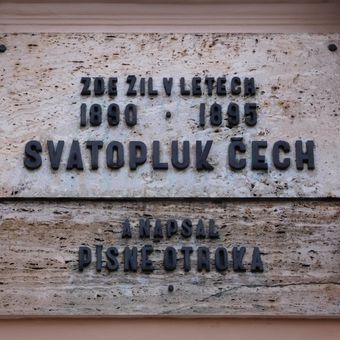 ZDE ŽIL V LETECH
1890 · 1895
SVATOPLUK ČECH
A NAPSAL
PÍSNĚ OTROKA